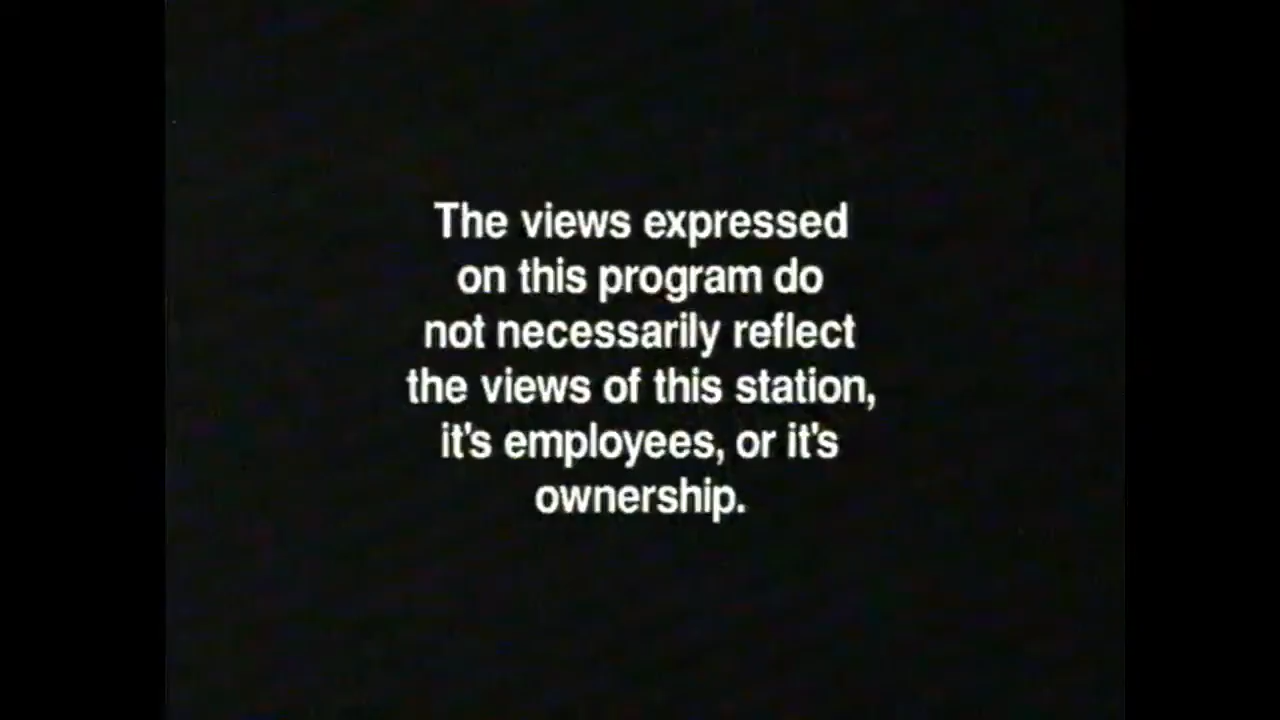 The views expressed
on this program do
not necessarily reflect
the views of this station,
it's employees, or it's
ownership.